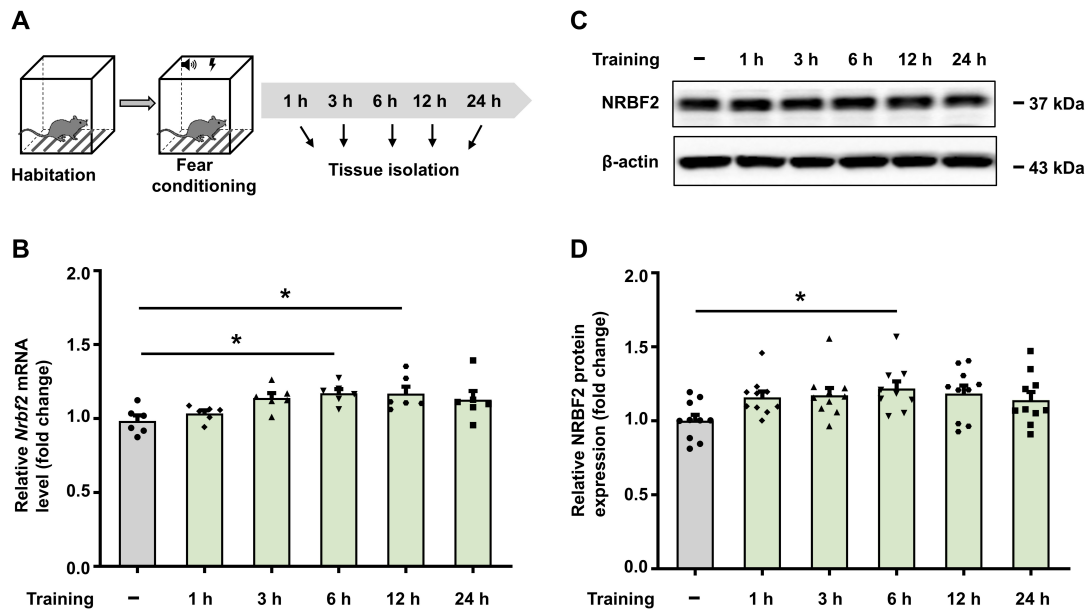 A
Habitation
Fear
conditioning
1 h 3 h 6 h 12 h 24 h
Tissue isolation
C
Training – 1 h 3 h 6 h 12 h 24 h
NRBF2 – 37 kDa
β-actin – 43 kDa
B
Relative Nrbf2 mRNA
level (fold change)
2.0
1.5
1.0
0.5
0.0
*
*
Training – 1 h 3 h 6 h 12 h 24 h
D
Relative NRBF2 protein
expression (fold change)
2.0
1.5
1.0
0.5
0.0
*
Training – 1 h 3 h 6 h 12 h 24 h